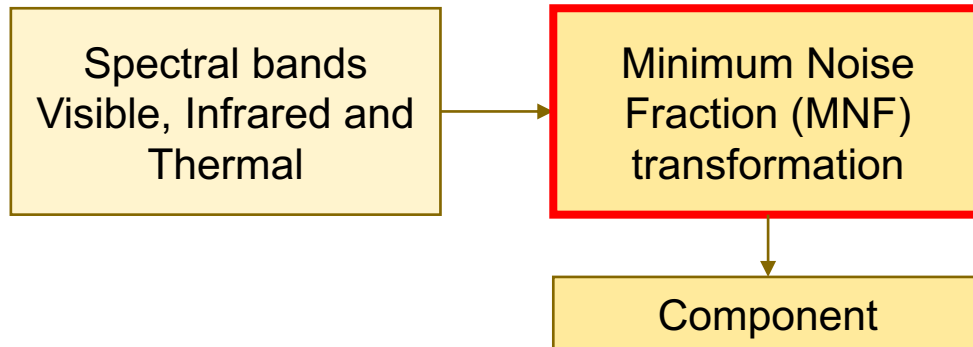 Spectral bands
Visible, Infrared and
Thermal
Minimum Noise
Fraction (MNF)
transformation
Component